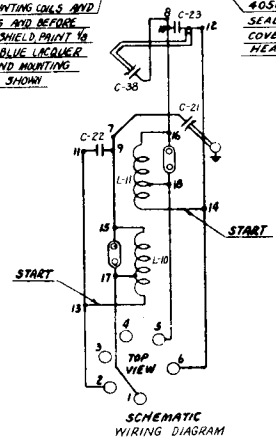 NTING COILS AND
S AND BEFORE
SHIELD, PAINT 1/8
BLUE LACQUER
ND MOUNTING
SHOWN
405
SEAL
COVE
HEA
8
C-23
10
12
C-38
7
C-21
C-22
9
11
16
L-11
18
14
START
15
START
17
L-10
13
4
5
3
TOP
VIEW
6
2
1
SCHEMATIC
WIRING DIAGRAM